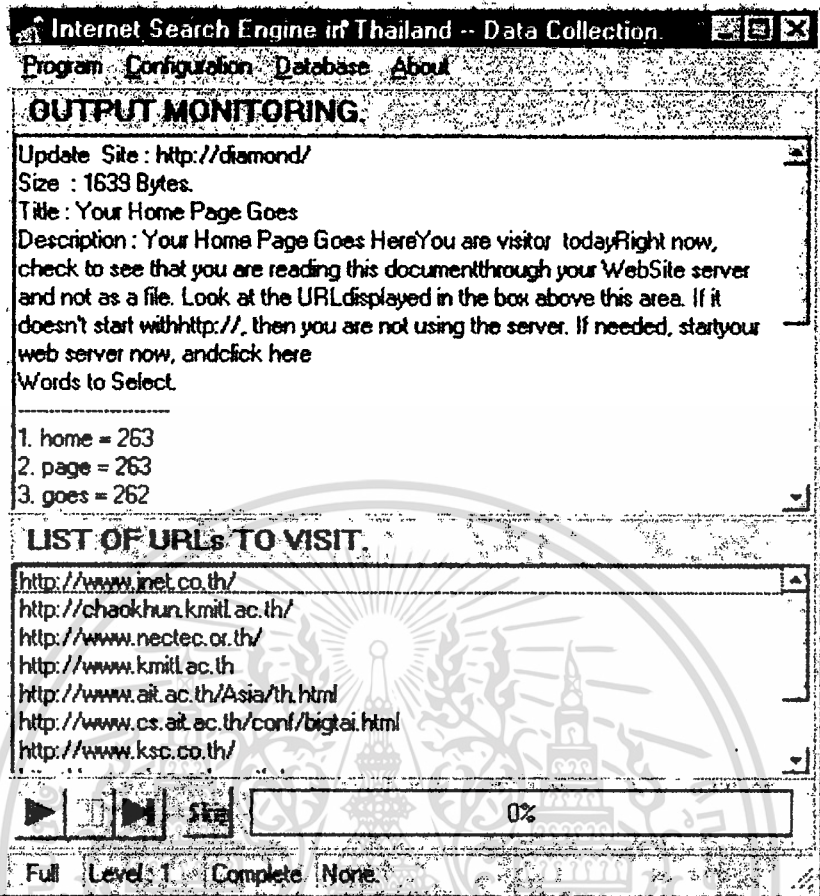 Internet Search Engine in Thailand -- Data Collection.
Program Configuration Database About
OUTPUT MONITORING.
Update Site : http://diamond/
Size : 1639 Bytes.
Title : Your Home Page Goes
Description : Your Home Page Goes HereYou are visitor todayRight now,
check to see that you are reading this documentthrough your WebSite server
and not as a file. Look at the URLdisplayed in the box above this area. If it
doesn't start withhttp://, then you are not using the server. If needed, startyour
web server now, andclick here
Words to Select.
--------------------
1. home = 263
2. page = 263
3. goes = 262
LIST OF URLs TO VISIT.
http://www.inet.co.th/
http://chaokhun.kmitl.ac.th/
http://www.nectec.or.th/
http://www.kmitl.ac.th
http://www.ait.ac.th/Asia/th.html
http://www.cs.ait.ac.th/conf/bigtai.html
http://www.ksc.co.th/
0%
Full Level: 1 Complete None.